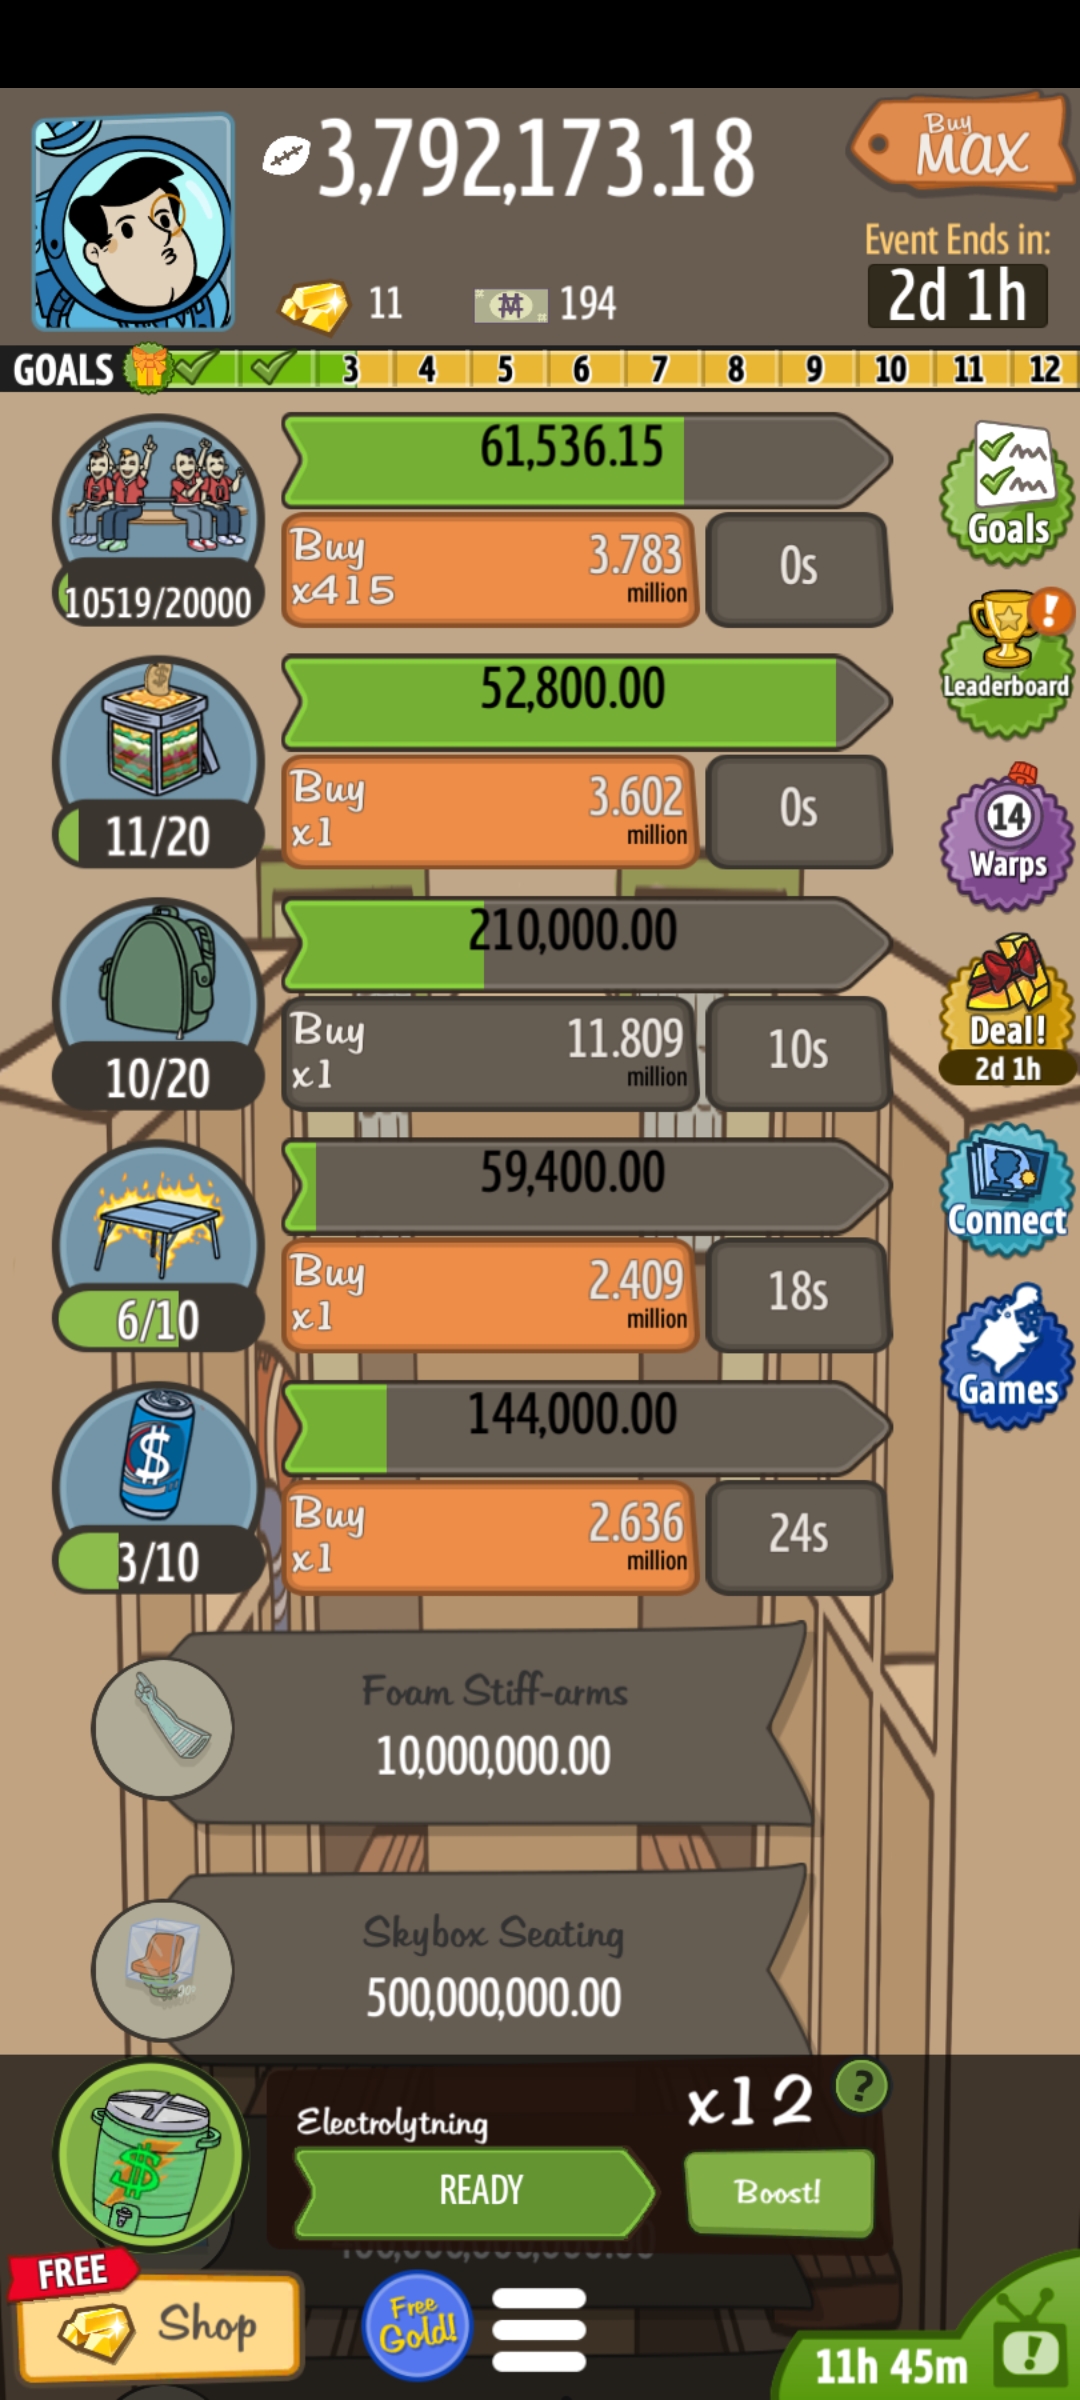 3,792,173.18
Buy
MAX
Event Ends in:
2d 1h
11
194
GOALS
3 4 5 6 7 8 9 10 11 12
61,536.15
Buy
x415
3.783
million
0s
10519/20000
Goals
Leaderboard
52,800.00
Buy
x1
3.602
million
0s
11/20
14
Warps
210,000.00
Buy
x1
11.809
million
10s
10/20
Deal!
2d 1h
59,400.00
Buy
x1
2.409
million
18s
6/10
Connect
144,000.00
Buy
x1
2.636
million
24s
3/10
Games
Foam Stiff-arms
10,000,000.00
Skybox Seating
500,000,000.00
Electrolytning
x12
?
READY
Boost!
FREE
Shop
Free
Gold!
11h 45m